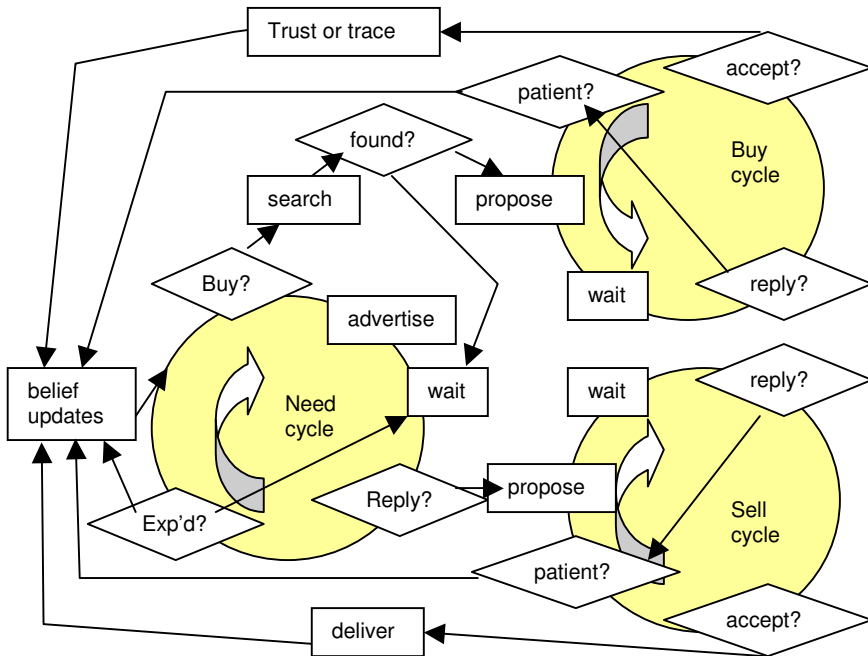 Trust or trace
accept?
patient?
found?
Buy
cycle
search
propose
Buy?
wait
reply?
advertise
belief
updates
Need
cycle
wait
wait
reply?
Reply?
propose
Exp'd?
Sell
cycle
patient?
deliver
accept?